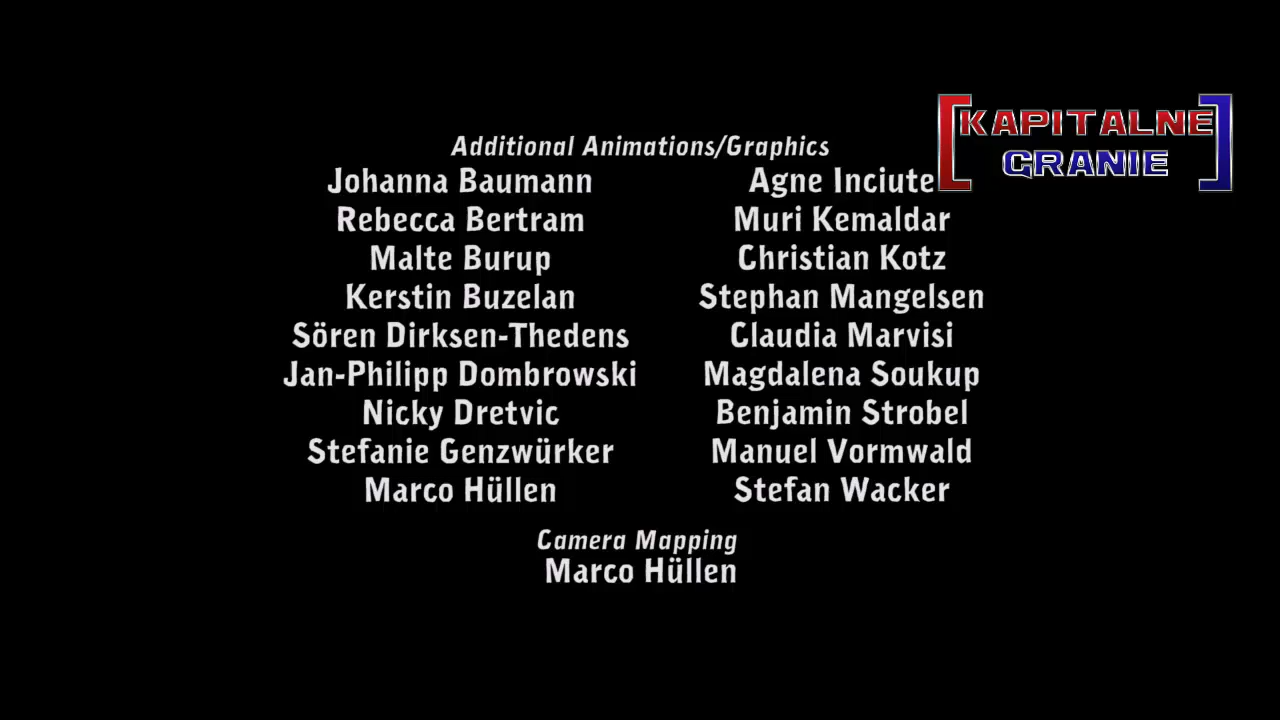 KAPITALNE
GRANIE
Additional Animations/Graphics
Johanna Baumann
Rebecca Bertram
Malte Burup
Kerstin Buzelan
Sören Dirksen-Thedens
Jan-Philipp Dombrowski
Nicky Dretvic
Stefanie Genzwürker
Marco Hüllen
Agne Inciute
Muri Kemaldar
Christian Kotz
Stephan Mangelsen
Claudia Marvisi
Magdalena Soukup
Benjamin Strobel
Manuel Vormwald
Stefan Wacker
Camera Mapping
Marco Hüllen